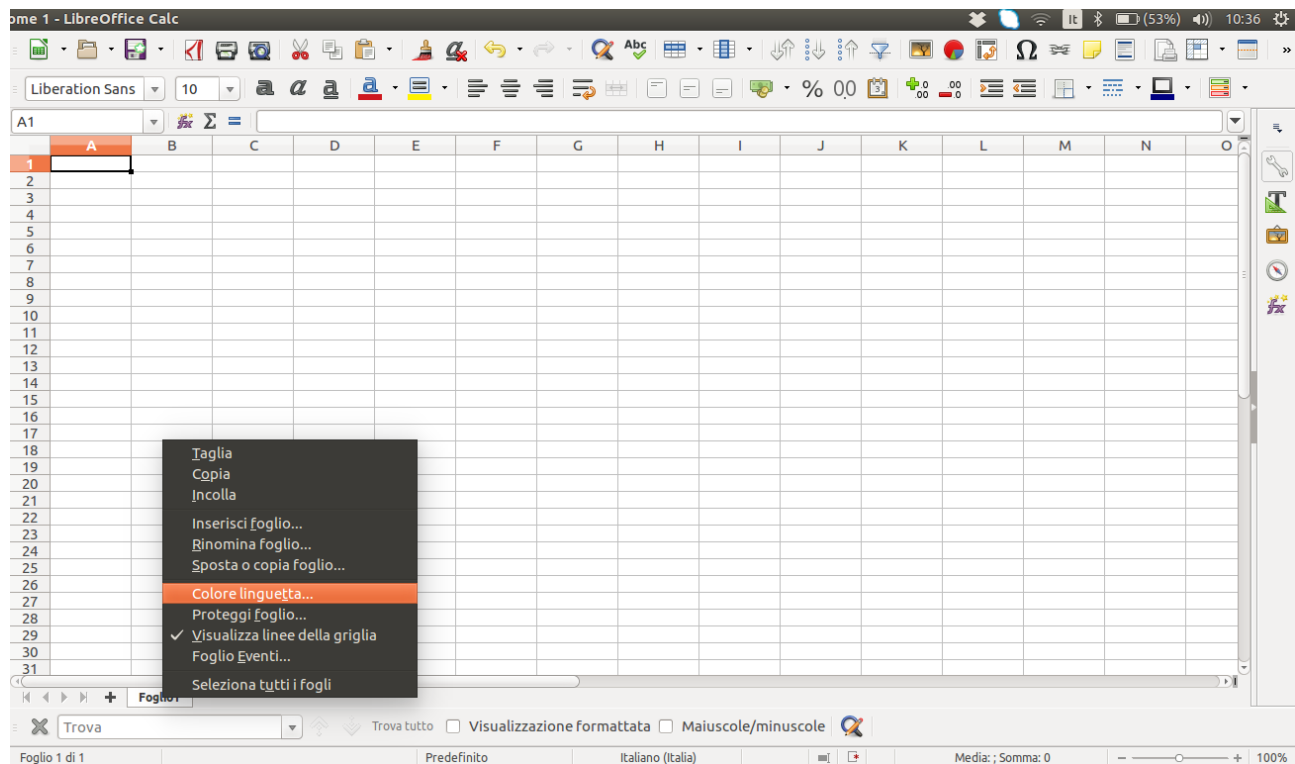 ome 1 - LibreOffice Calc It (53%) 10:36
Abc Ω »
Liberation Sans 10 a a a a % 0,0
A1 fx Σ =
A B C D E F G H I J K L M N O
1
2
3
4
5
6
7
8
9
10
11
12
13
14
15
16
17
18
19
20
21
22
23
24
25
26
27
28
29
30
31
Taglia
Copia
Incolla
Inserisci foglio...
Rinomina foglio...
Sposta o copia foglio...
Colore linguetta...
Proteggi foglio...
Visualizza linee della griglia
Foglio Eventi...
Seleziona tutti i fogli
Foglio1
Trova Trova tutto Visualizzazione formattata Maiuscole/minuscole
Foglio 1 di 1 Predefinito Italiano (Italia) Media: ; Somma: 0 100%